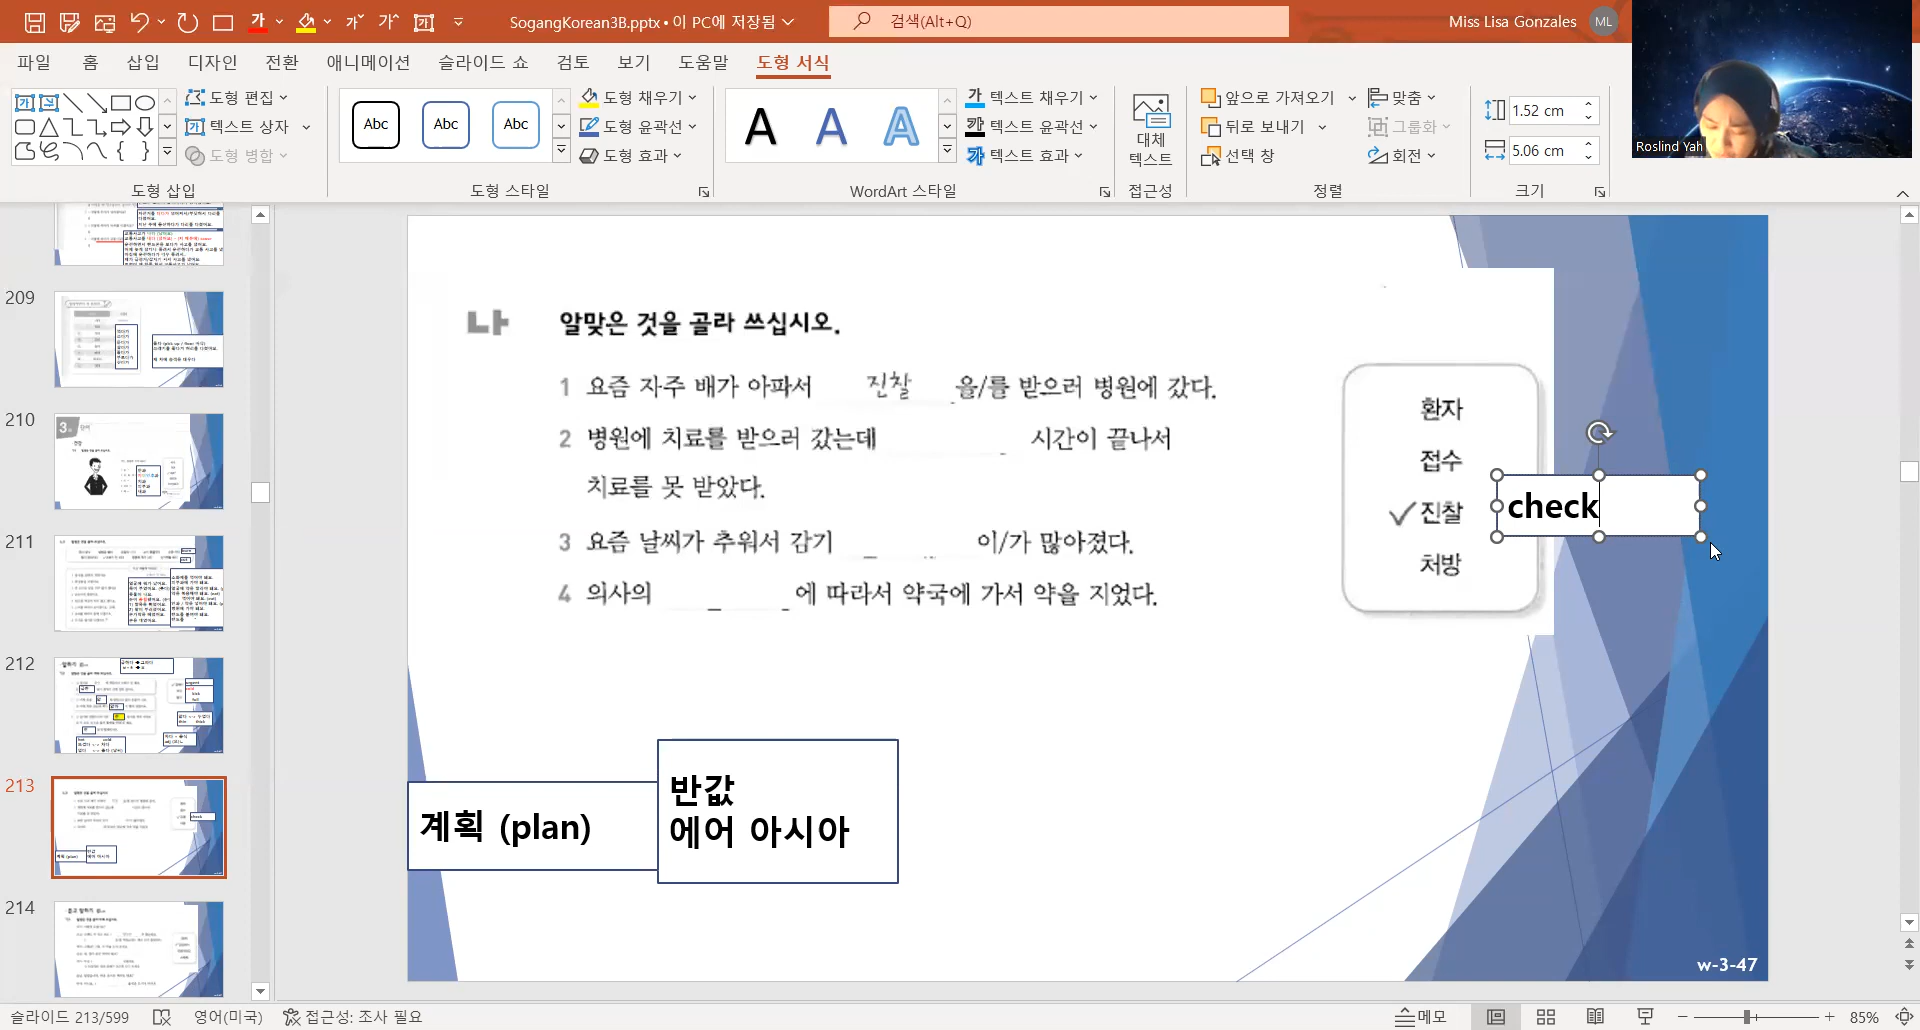 SogangKorean3B.pptx • 이 PC에 저장됨
검색(Alt+Q)
Miss Lisa Gonzales
ML
파일 홈 삽입 디자인 전환 애니메이션 슬라이드 쇼 검토 보기 도움말 도형 서식
도형 편집
텍스트 상자
도형 병합
도형 삽입
Abc Abc Abc
도형 채우기
도형 윤곽선
도형 효과
도형 스타일
A A A
텍스트 채우기
텍스트 윤곽선
텍스트 효과
WordArt 스타일
대체
텍스트
접근성
앞으로 가져오기
뒤로 보내기
선택 창
맞춤
그룹화
회전
정렬
1.52 cm
5.06 cm
크기
Roslind Yah
209
210
211
212
213
214
나 알맞은 것을 골라 쓰십시오.
1 요즘 자주 배가 아파서 진찰 을/를 받으러 병원에 갔다.
2 병원에 치료를 받으러 갔는데 시간이 끝나서
치료를 못 받았다.
3 요즘 날씨가 추워서 감기 이/가 많아졌다.
4 의사의 에 따라서 약국에 가서 약을 지었다.
환자
접수
✓진찰
처방
check
계획 (plan)
반값
에어 아시아
w-3-47
슬라이드 213/599
영어(미국)
접근성: 조사 필요
메모
85%